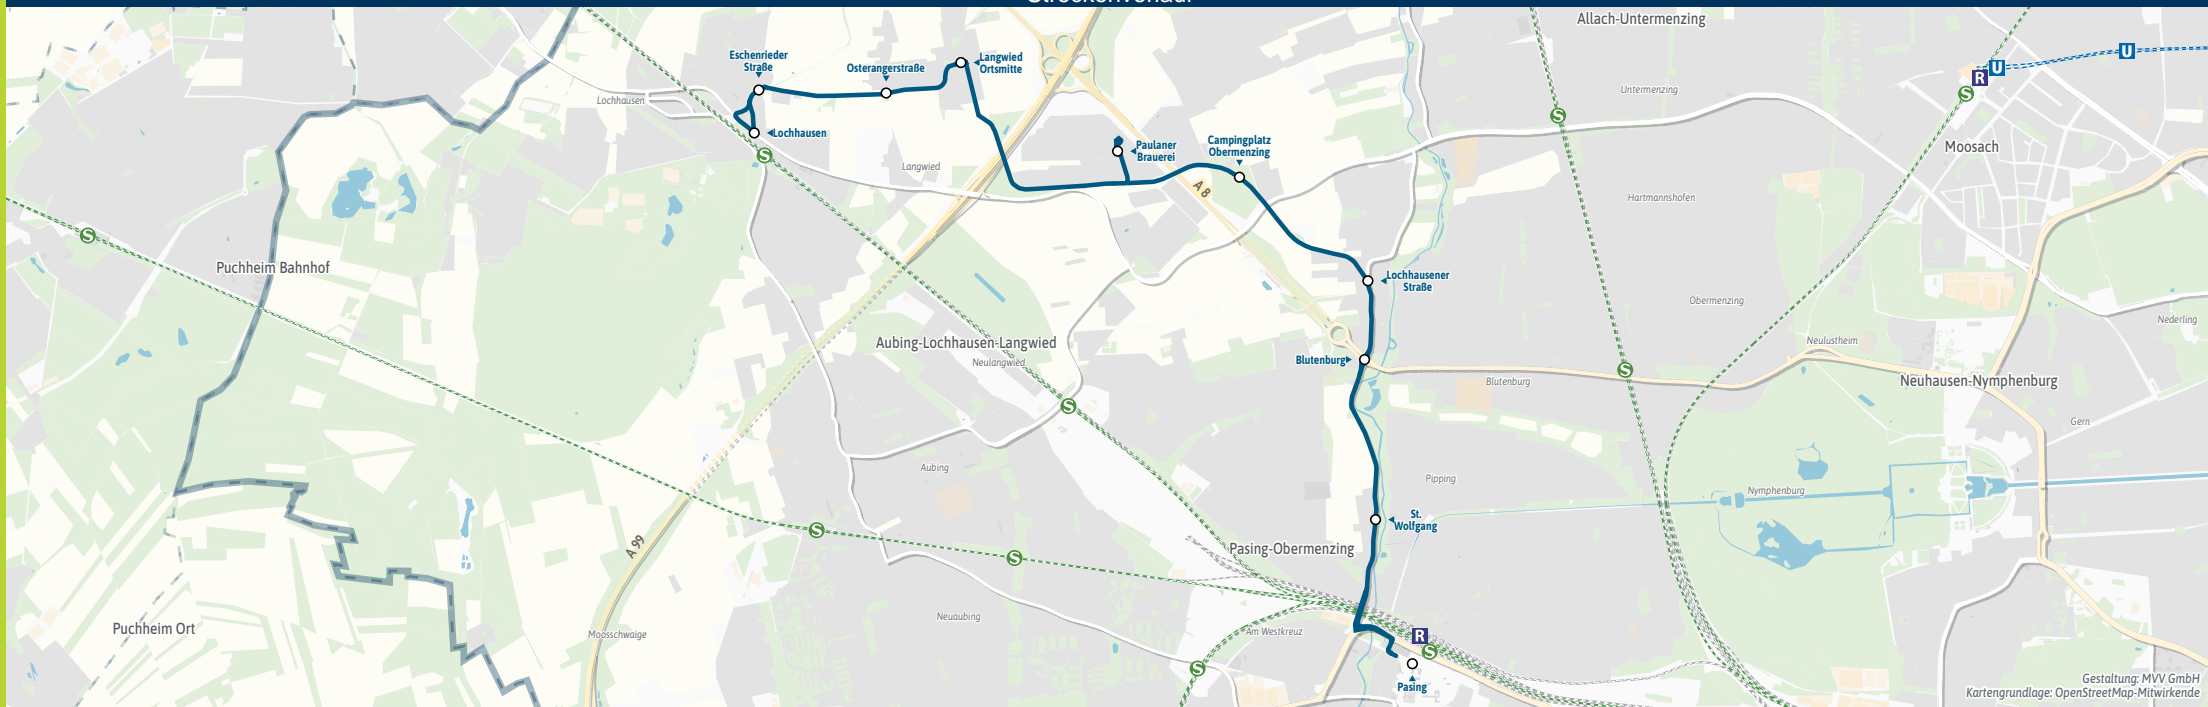 Streckenverlauf
Allach-Untermenzing
Eschenrieder
Straße
Osterangerstraße
Langwied
Ortsmitte
U
U
R
S
Lochhausen
Untermenzing
S
Lochhausen
S
Paulaner
Brauerei
Campingplatz
Obermenzing
Moosach
Langwied
A 8
Hartmannshofen
S
Puchheim Bahnhof
Lochhausener
Straße
Obermenzing
Nederling
Aubing-Lochhausen-Langwied
Neulangwied
Blutenburg
Neulustheim
S
Blutenburg
Neuhausen-Nymphenburg
S
Gern
Aubing
Pipping
Nymphenburg
St.
Wolfgang
S
A 99
Pasing-Obermenzing
S
Neuaubing
Puchheim Ort
Moosschwaige
Am Westkreuz
R
S
S
Pasing
Gestaltung: MVV GmbH
Kartengrundlage: OpenStreetMap-Mitwirkende